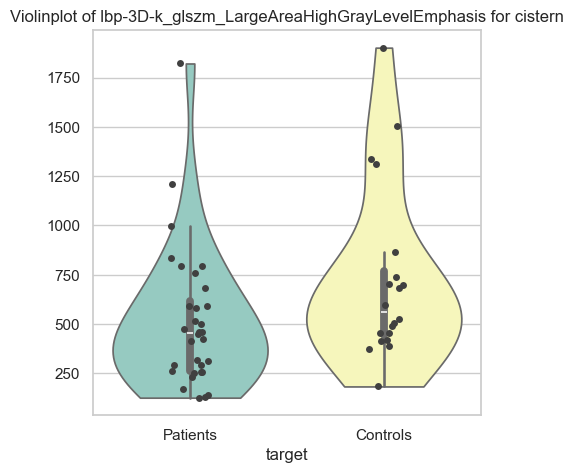 Violinplot of lbp-3D-k_glszm_LargeAreaHighGrayLevelEmphasis for cistern
1750
1500
1250
1000
750
500
250
Patients Controls
target